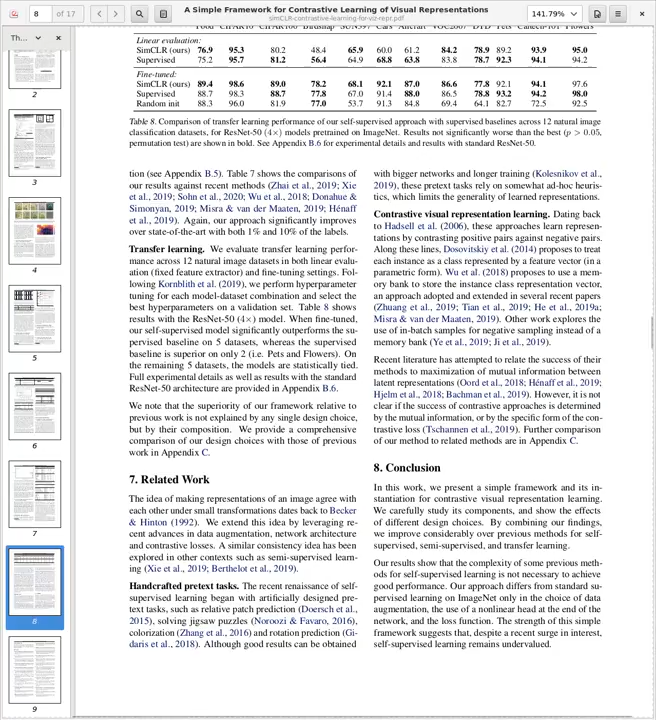 8 of 17
A Simple Framework for Contrastive Learning of Visual Representations
simCLR-contrastive-learning-for-viz-repr.pdf
141.79%
Th...
2
3
4
5
6
7
8
9
Linear evaluation:
SimCLR (ours) 76.9 95.3 80.2 48.4 65.9 60.0 61.2 84.2 78.9 89.2 93.9 95.0
Supervised 75.2 95.7 81.2 56.4 64.9 68.8 63.8 83.8 78.7 92.3 94.1 94.2
Fine-tuned:
SimCLR (ours) 89.4 98.6 89.0 78.2 68.1 92.1 87.0 86.6 77.8 92.1 94.1 97.6
Supervised 88.7 98.3 88.7 77.8 67.0 91.4 88.0 86.5 78.8 93.2 94.2 98.0
Random init 88.3 96.0 81.9 77.0 53.7 91.3 84.8 69.4 64.1 82.7 72.5 92.5
Table 8. Comparison of transfer learning performance of our self-supervised approach with supervised baselines across 12 natural image
classification datasets, for ResNet-50 (4×) models pretrained on ImageNet. Results not significantly worse than the best (p > 0.05,
permutation test) are shown in bold. See Appendix B.6 for experimental details and results with standard ResNet-50.
tion (see Appendix B.5). Table 7 shows the comparisons of
our results against recent methods (Zhai et al., 2019; Xie
et al., 2019; Sohn et al., 2020; Wu et al., 2018; Donahue &
Simonyan, 2019; Misra & van der Maaten, 2019; Hénaff
et al., 2019). Again, our approach significantly improves
over state-of-the-art with both 1% and 10% of the labels.
Transfer learning. We evaluate transfer learning perfor-
mance across 12 natural image datasets in both linear evalu-
ation (fixed feature extractor) and fine-tuning settings. Fol-
lowing Kornblith et al. (2019), we perform hyperparameter
tuning for each model-dataset combination and select the
best hyperparameters on a validation set. Table 8 shows
results with the ResNet-50 (4×) model. When fine-tuned,
our self-supervised model significantly outperforms the su-
pervised baseline on 5 datasets, whereas the supervised
baseline is superior on only 2 (i.e. Pets and Flowers). On
the remaining 5 datasets, the models are statistically tied.
Full experimental details as well as results with the standard
ResNet-50 architecture are provided in Appendix B.6.
We note that the superiority of our framework relative to
previous work is not explained by any single design choice,
but by their composition. We provide a comprehensive
comparison of our design choices with those of previous
work in Appendix C.
7. Related Work
The idea of making representations of an image agree with
each other under small transformations dates back to Becker
& Hinton (1992). We extend this idea by leveraging re-
cent advances in data augmentation, network architecture
and contrastive losses. A similar consistency idea has been
explored in other contexts such as semi-supervised learn-
ing (Xie et al., 2019; Berthelot et al., 2019).
Handcrafted pretext tasks. The recent renaissance of self-
supervised learning began with artificially designed pre-
text tasks, such as relative patch prediction (Doersch et al.,
2015), solving jigsaw puzzles (Noroozi & Favaro, 2016),
colorization (Zhang et al., 2016) and rotation prediction (Gi-
daris et al., 2018). Although good results can be obtained
with bigger networks and longer training (Kolesnikov et al.,
2019), these pretext tasks rely on somewhat ad-hoc heuris-
tics, which limits the generality of learned representations.
Contrastive visual representation learning. Dating back
to Hadsell et al. (2006), these approaches learn represen-
tations by contrasting positive pairs against negative pairs.
Along these lines, Dosovitskiy et al. (2014) proposes to treat
each instance as a class represented by a feature vector (in a
parametric form). Wu et al. (2018) proposes to use a mem-
ory bank to store the instance class representation vector,
an approach adopted and extended in several recent papers
(Zhuang et al., 2019; Tian et al., 2019; He et al., 2019a;
Misra & van der Maaten, 2019). Other work explores the
use of in-batch samples for negative sampling instead of a
memory bank (Ye et al., 2019; Ji et al., 2019).
Recent literature has attempted to relate the success of their
methods to maximization of mutual information between
latent representations (Oord et al., 2018; Hénaff et al., 2019;
Hjelm et al., 2018; Bachman et al., 2019). However, it is not
clear if the success of contrastive approaches is determined
by the mutual information, or by the specific form of the con-
trastive loss (Tschannen et al., 2019). Further comparison
of our method to related methods are in Appendix C.
8. Conclusion
In this work, we present a simple framework and its in-
stantiation for contrastive visual representation learning.
We carefully study its components, and show the effects
of different design choices. By combining our findings,
we improve considerably over previous methods for self-
supervised, semi-supervised, and transfer learning.
Our results show that the complexity of some previous meth-
ods for self-supervised learning is not necessary to achieve
good performance. Our approach differs from standard su-
pervised learning on ImageNet only in the choice of data
augmentation, the use of a nonlinear head at the end of the
network, and the loss function. The strength of this simple
framework suggests that, despite a recent surge in interest,
self-supervised learning remains undervalued.